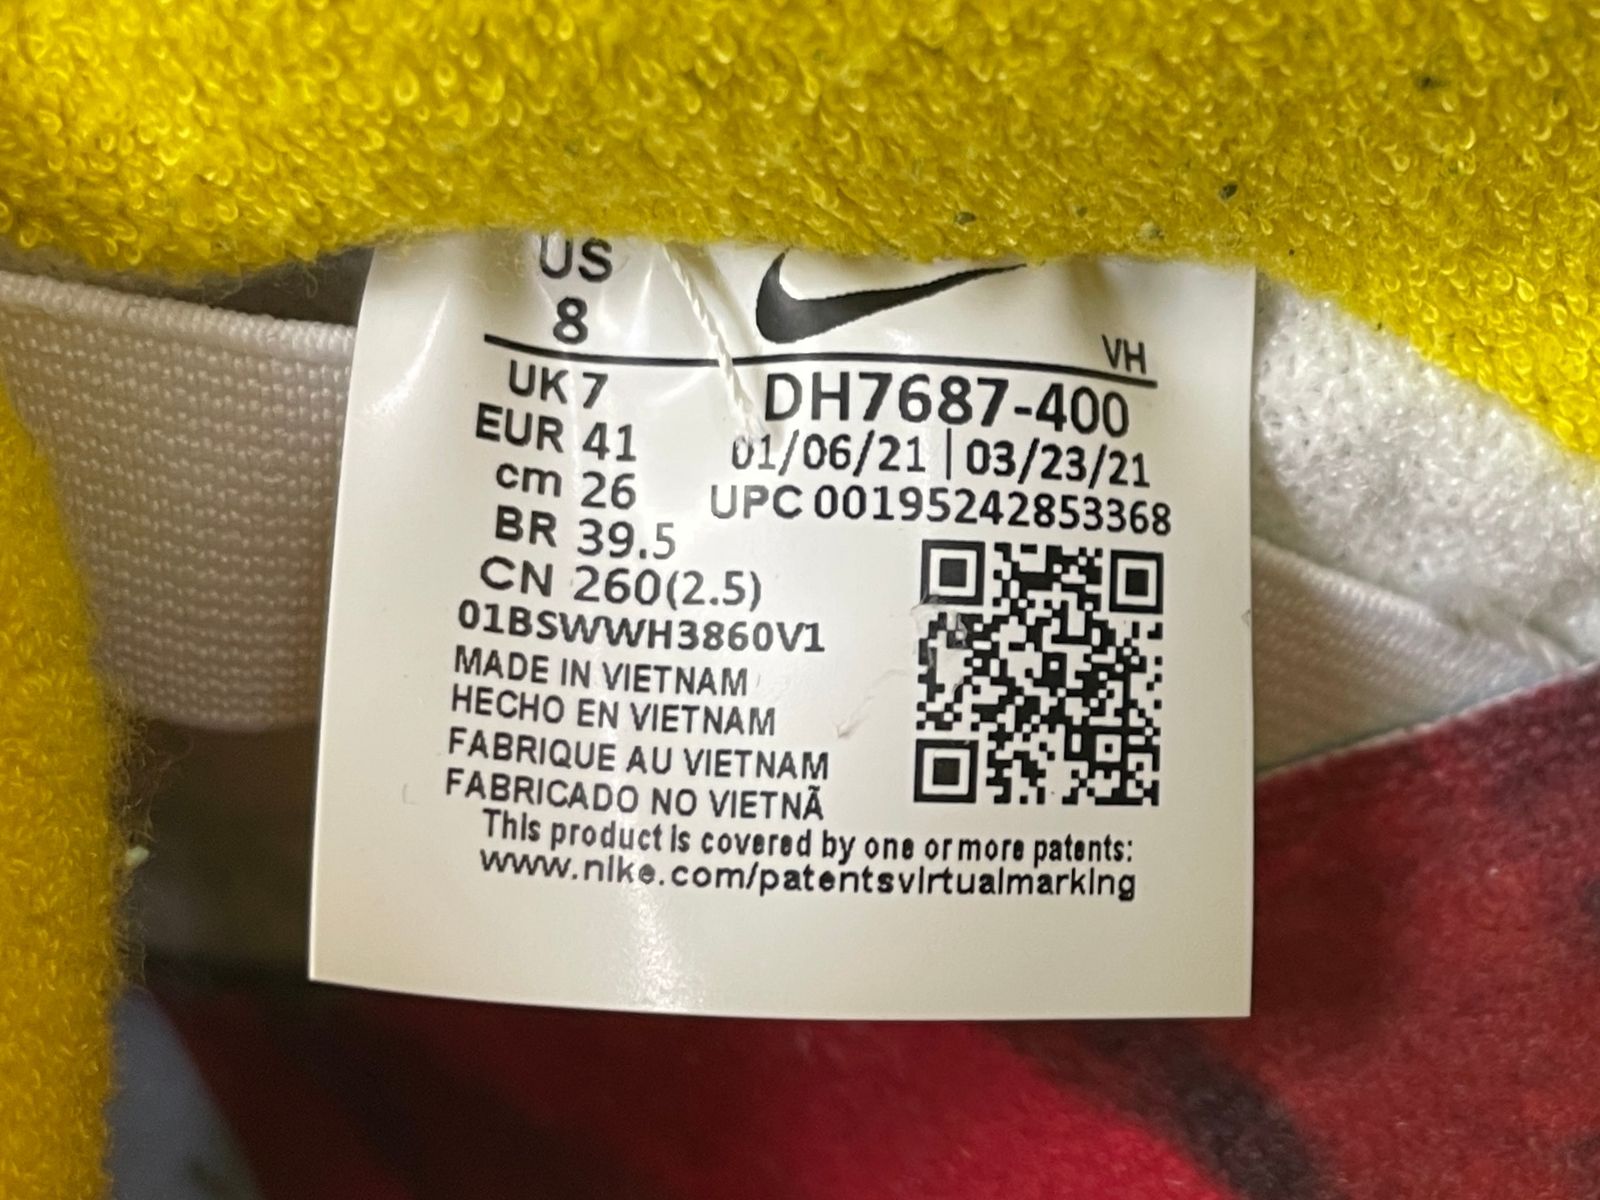 US
8
VH
UK 7
EUR 41
cm 26
BR 39.5
CN 260(2.5)
DH7687-400
01/06/21 | 03/23/21
UPC 001952428533​68
01BSWWH3860V1
MADE IN VIETNAM
HECHO EN VIETNAM
FABRIQUE AU VIETNAM
FABRICADO NO VIETNÃ
This product is covered by one or more patents:
www.nike.com/patentsvirtualmarking